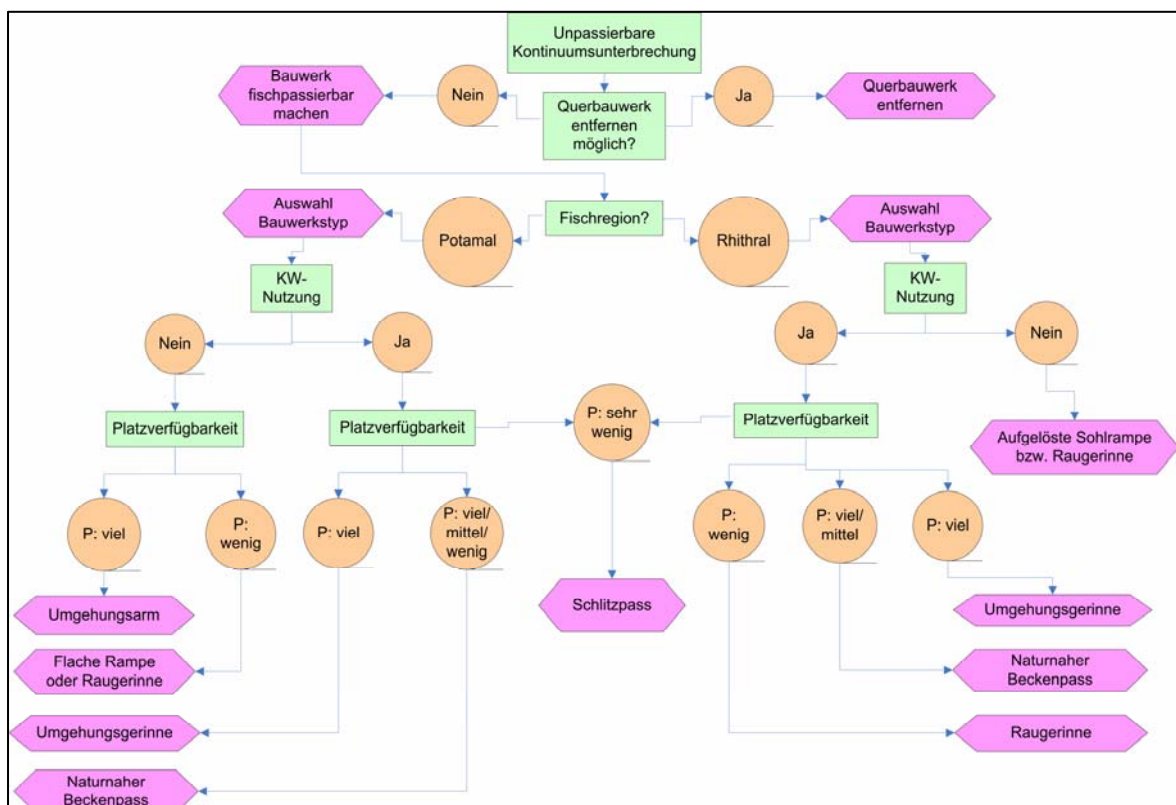 Unpassierbare
Kontinuumsunterbrechung
Bauwerk
fischpassierbar
machen
Nein
Querbauwerk
entfernen
möglich?
Ja
Querbauwerk
entfernen
Auswahl
Bauwerkstyp
Potamal
Fischregion?
Rhithral
Auswahl
Bauwerkstyp
KW-
Nutzung
KW-
Nutzung
Nein
Ja
Ja
Nein
Platzverfügbarkeit
Platzverfügbarkeit
P: sehr
wenig
Platzverfügbarkeit
Aufgelöste Sohlrampe
bzw. Raugerinne
P: viel
P:
wenig
P: viel
P: viel/
mittel/
wenig
P:
wenig
P: viel/
mittel
P: viel
Umgehungsarm
Schlitzpass
Umgehungsgerinne
Flache Rampe
oder Raugerinne
Naturnaher
Beckenpass
Umgehungsgerinne
Raugerinne
Naturnaher
Beckenpass